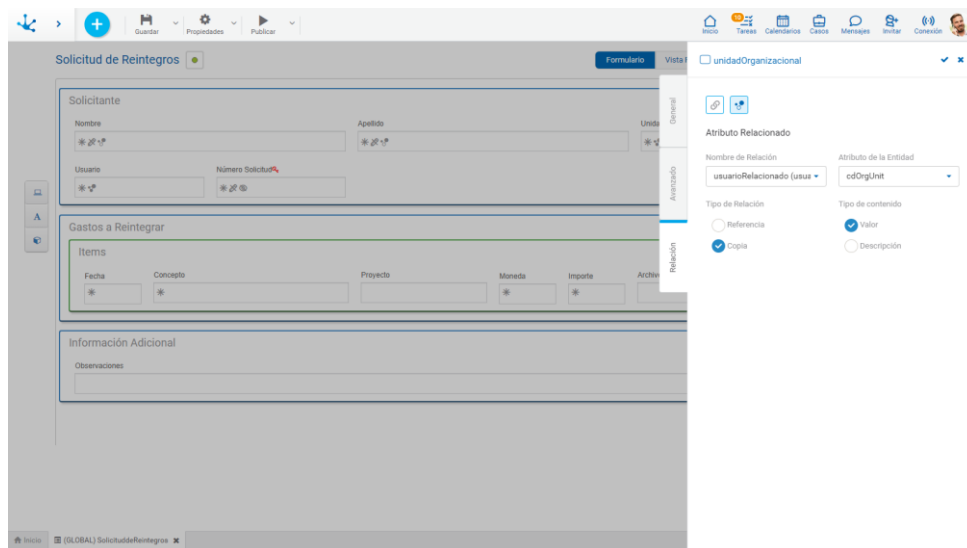 Guardar
Propiedades
Publicar
Inicio
10
Tareas
Calendarios
Casos
Mensajes
Invitar
Conexión
Solicitud de Reintegros
Formulario
Vista
Solicitante
Nombre
Apellido
Unida
Usuario
Número Solicitud
Gastos a Reintegrar
Items
Fecha
Concepto
Proyecto
Moneda
Importe
Archiv
Información Adicional
Observaciones
General
Avanzado
Relación
unidadOrganizacional
Atributo Relacionado
Nombre de Relación
Atributo de la Entidad
usuarioRelacionado (usua
cdOrgUnit
Tipo de Relación
Tipo de contenido
Referencia
Valor
Copia
Descripción
A
Inicio
(GLOBAL) SolicituddeReintegros